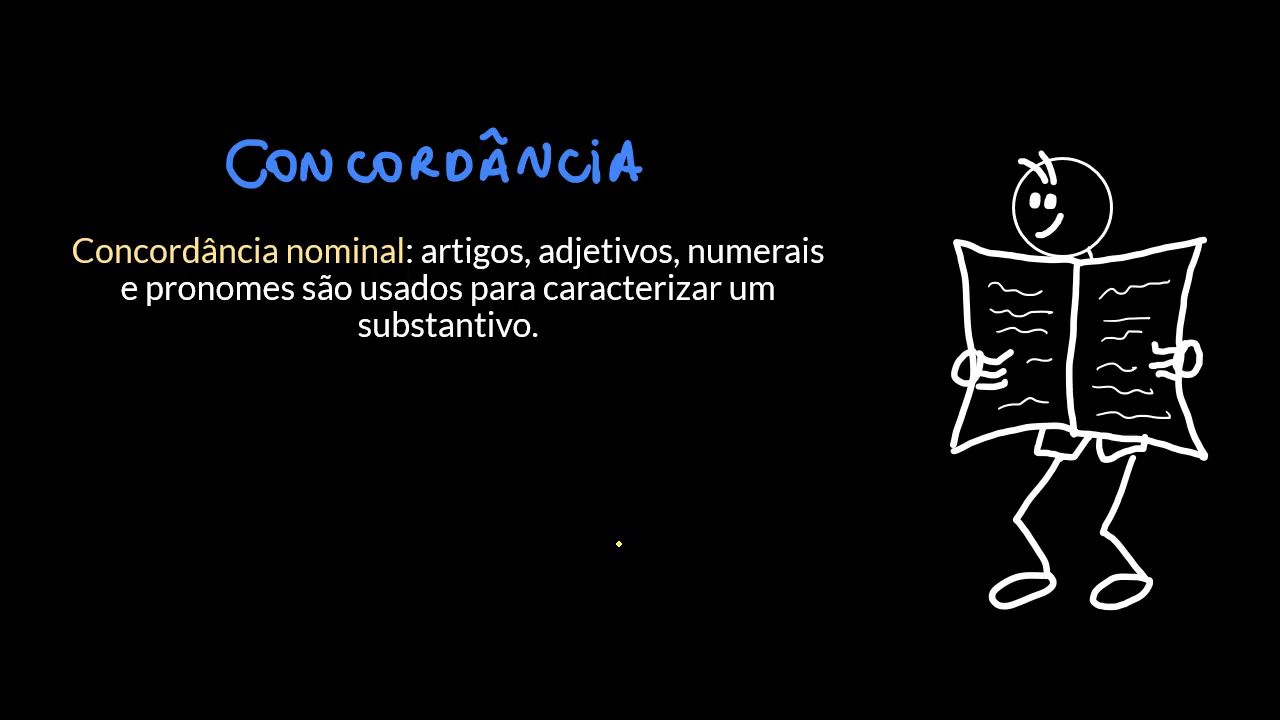 CONCORDÂNCiA
Concordância nominal: artigos, adjetivos, numerais
e pronomes são usados para caracterizar um
substantivo.